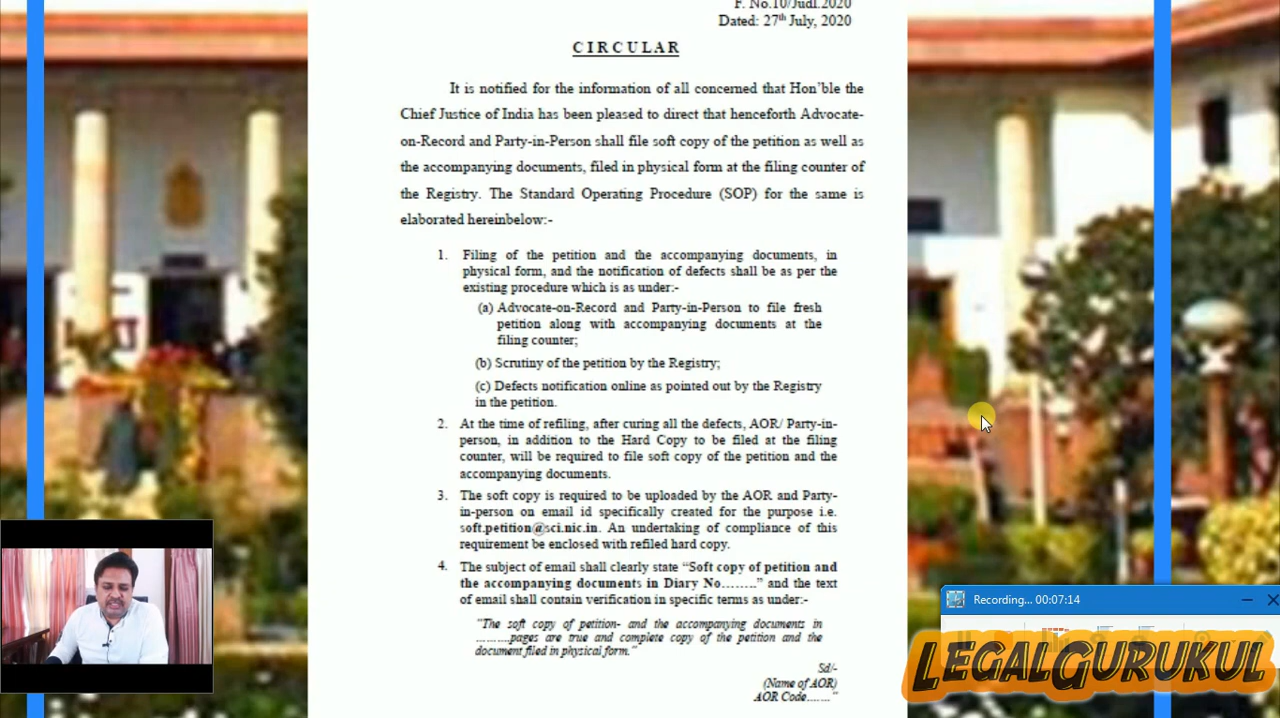 F. No.10/Judl.2020
Dated: 27th July, 2020
CIRCULAR
It is notified for the information of all concerned that Hon'ble the
Chief Justice of India has been pleased to direct that henceforth Advocate-
on-Record and Party-in-Person shall file soft copy of the petition as well as
the accompanying documents, filed in physical form at the filing counter of
the Registry. The Standard Operating Procedure (SOP) for the same is
elaborated hereinbelow:-
1. Filing of the petition and the accompanying documents, in
physical form, and the notification of defects shall be as per the
existing procedure which is as under:-
(a) Advocate-on-Record and Party-in-Person to file fresh
petition along with accompanying documents at the
filing counter;
(b) Scrutiny of the petition by the Registry;
(c) Defects notification online as pointed out by the Registry
in the petition.
2. At the time of refiling, after curing all the defects, AOR/ Party-in-
person, in addition to the Hard Copy to be filed at the filing
counter, will be required to file soft copy of the petition and the
accompanying documents.
3. The soft copy is required to be uploaded by the AOR and Party-
in-person on email id specifically created for the purpose i.e.
soft.petition@sci.nic.in. An undertaking of compliance of this
requirement be enclosed with refiled hard copy.
4. The subject of email shall clearly state "Soft copy of petition and
the accompanying documents in Diary No........" and the text
of email shall contain verification in specific terms as under:-
"The soft copy of petition- and the accompanying documents in
.........pages are true and complete copy of the petition and the
document filed in physical form."
Sd/-
(Name of AOR)
AOR Code......."
Recording... 00:07:14
LEGALGURUKUL